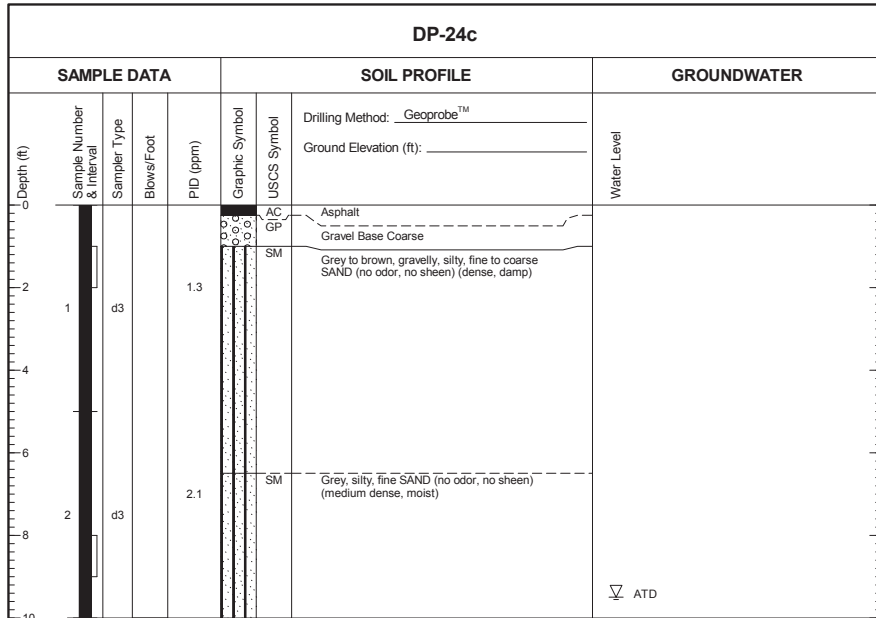 DP-24c
SAMPLE DATA
SOIL PROFILE
GROUNDWATER
Depth (ft)
Sample Number
& Interval
Sampler Type
Blows/Foot
PID (ppm)
Graphic Symbol
USCS Symbol
Drilling Method: Geoprobe™
Ground Elevation (ft):
Water Level
0
AC
Asphalt
GP
Gravel Base Coarse
SM
Grey to brown, gravelly, silty, fine to coarse
SAND (no odor, no sheen) (dense, damp)
2
1.3
1
d3
4
6
SM
Grey, silty, fine SAND (no odor, no sheen)
(medium dense, moist)
2.1
2
d3
8
ATD
10